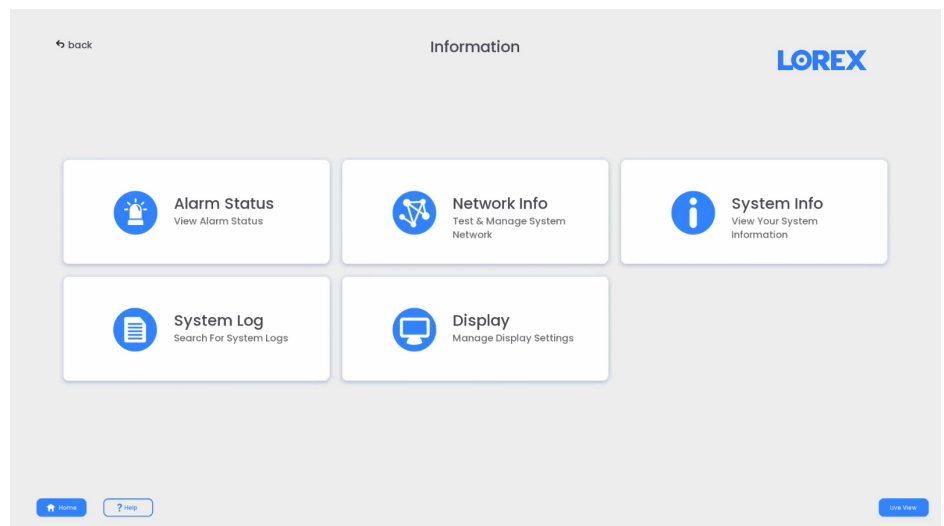 back
Information
LOREX
Alarm Status
View Alarm Status
Network Info
Test & Manage System
Network
System Info
View Your System
Information
System Log
Search For System Logs
Display
Manage Display Settings
Home
? Help
Live View